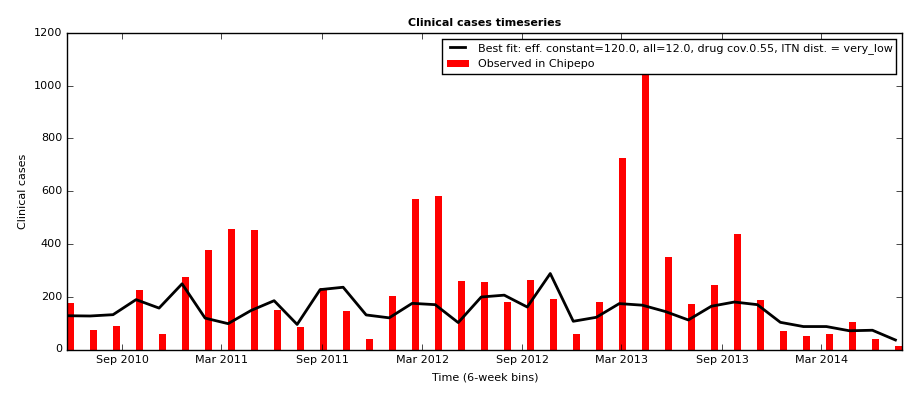 Clinical cases timeseries
Best fit: eff. constant=120.0, all=12.0, drug cov.0.55, ITN dist. = very_low
Observed in Chipepo
1200
1000
800
600
400
200
0
Clinical cases
Sep 2010 Mar 2011 Sep 2011 Mar 2012 Sep 2012 Mar 2013 Sep 2013 Mar 2014
Time (6-week bins)